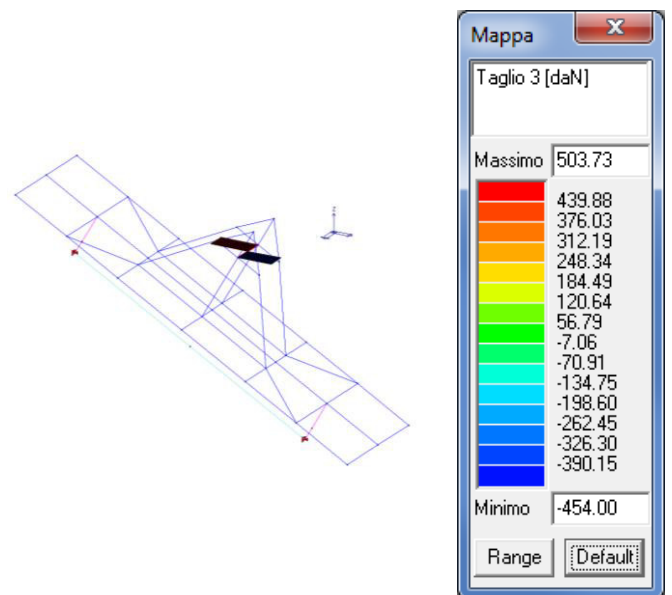 Mappa
Taglio 3 [daN]
Massimo 503.73
439.88
376.03
312.19
248.34
184.49
120.64
56.79
-7.06
-70.91
-134.75
-198.60
-262.45
-326.30
-390.15
Minimo -454.00
Range Default